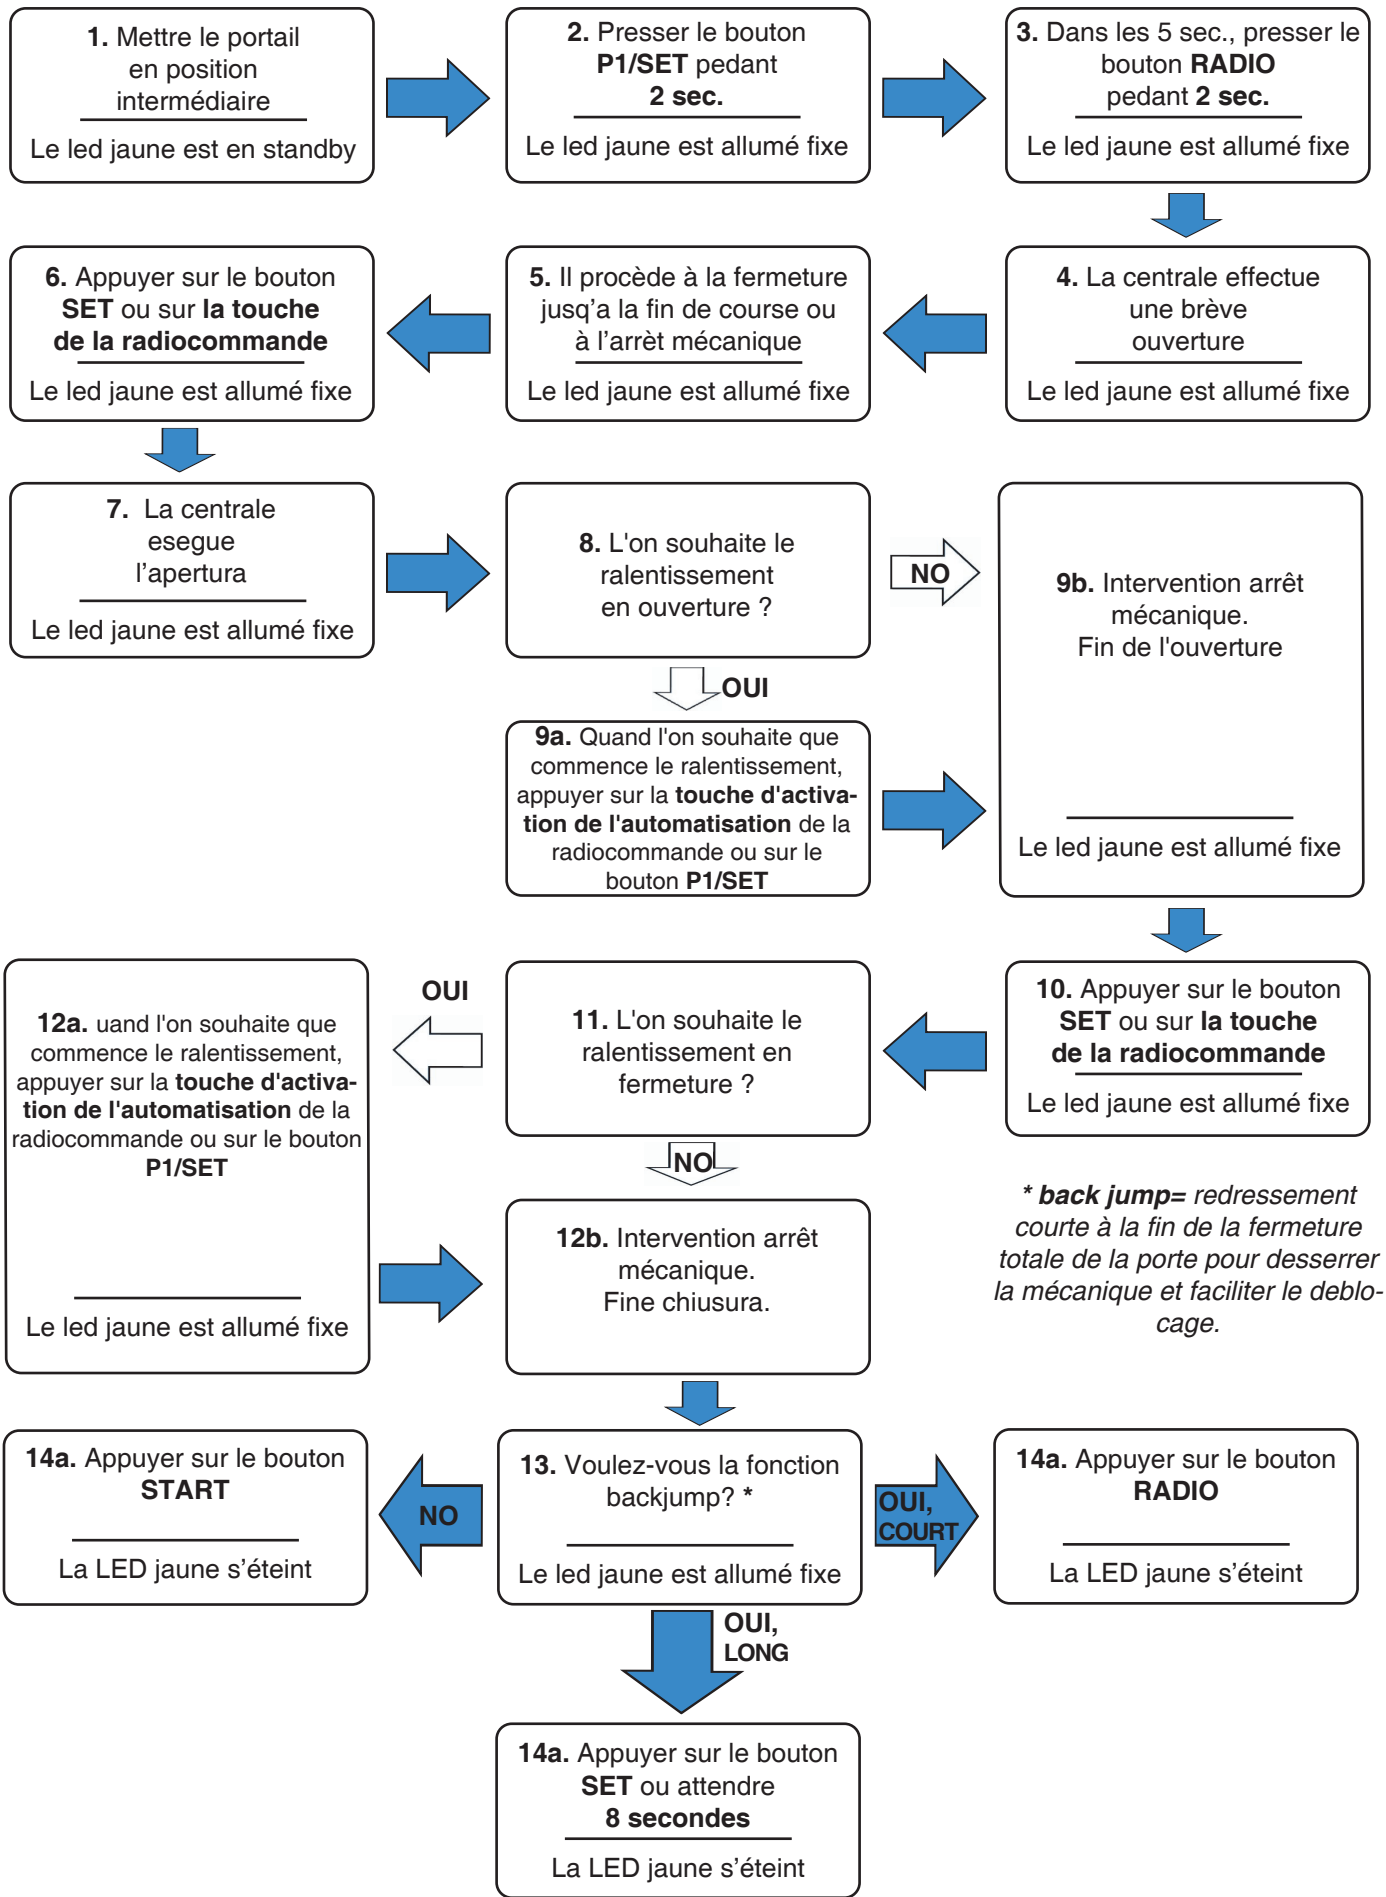 1. Mettre le portail
en position
intermédiaire
Le led jaune est en standby
2. Presser le bouton
P1/SET pedant
2 sec.
Le led jaune est allumé fixe
3. Dans les 5 sec., presser le
bouton RADIO
pedant 2 sec.
Le led jaune est allumé fixe
4. La centrale effectue
une brève
ouverture
Le led jaune est allumé fixe
5. Il procède à la fermeture
jusq'a la fin de course ou
à l'arrèt mécanique
Le led jaune est allumé fixe
6. Appuyer sur le bouton
SET ou sur la touche
de la radiocommande
Le led jaune est allumé fixe
7. La centrale
esegue
l'apertura
Le led jaune est allumé fixe
8. L'on souhaite le
ralentissement
en ouverture ?
NO
OUI
9b. Intervention arrêt
mécanique.
Fin de l'ouverture
Le led jaune est allumé fixe
9a. Quand l'on souhaite que
commence le ralentissement,
appuyer sur la touche d'activa-
tion de l'automatisation de la
radiocommande ou sur le
bouton P1/SET
10. Appuyer sur le bouton
SET ou sur la touche
de la radiocommande
Le led jaune est allumé fixe
11. L'on souhaite le
ralentissement en
fermeture ?
OUI
NO
12a. uand l'on souhaite que
commence le ralentissement,
appuyer sur la touche d'activa-
tion de l'automatisation de la
radiocommande ou sur le bouton
P1/SET
Le led jaune est allumé fixe
12b. Intervention arrêt
mécanique.
Fine chiusura.
* back jump= redressement
courte à la fin de la fermeture
totale de la porte pour desserrer
la mécanique et faciliter le deblo-
cage.
13. Voulez-vous la fonction
backjump? *
Le led jaune est allumé fixe
NO
14a. Appuyer sur le bouton
START
La LED jaune s'éteint
OUI,
COURT
14a. Appuyer sur le bouton
RADIO
La LED jaune s'éteint
OUI,
LONG
14a. Appuyer sur le bouton
SET ou attendre
8 secondes
La LED jaune s'éteint